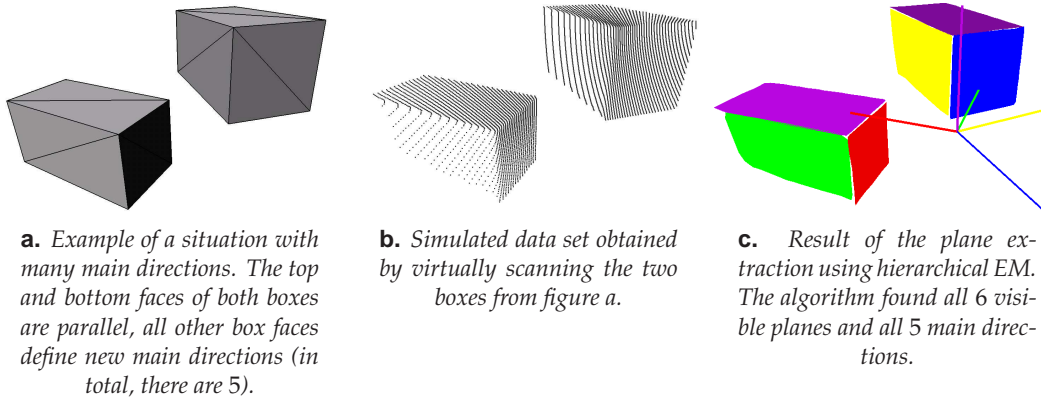 a. Example of a situation with
many main directions. The top
and bottom faces of both boxes
are parallel, all other box faces
define new main directions (in
total, there are 5).
b. Simulated data set obtained
by virtually scanning the two
boxes from figure a.
c. Result of the plane ex-
traction using hierarchical EM.
The algorithm found all 6 visi-
ble planes and all 5 main direc-
tions.